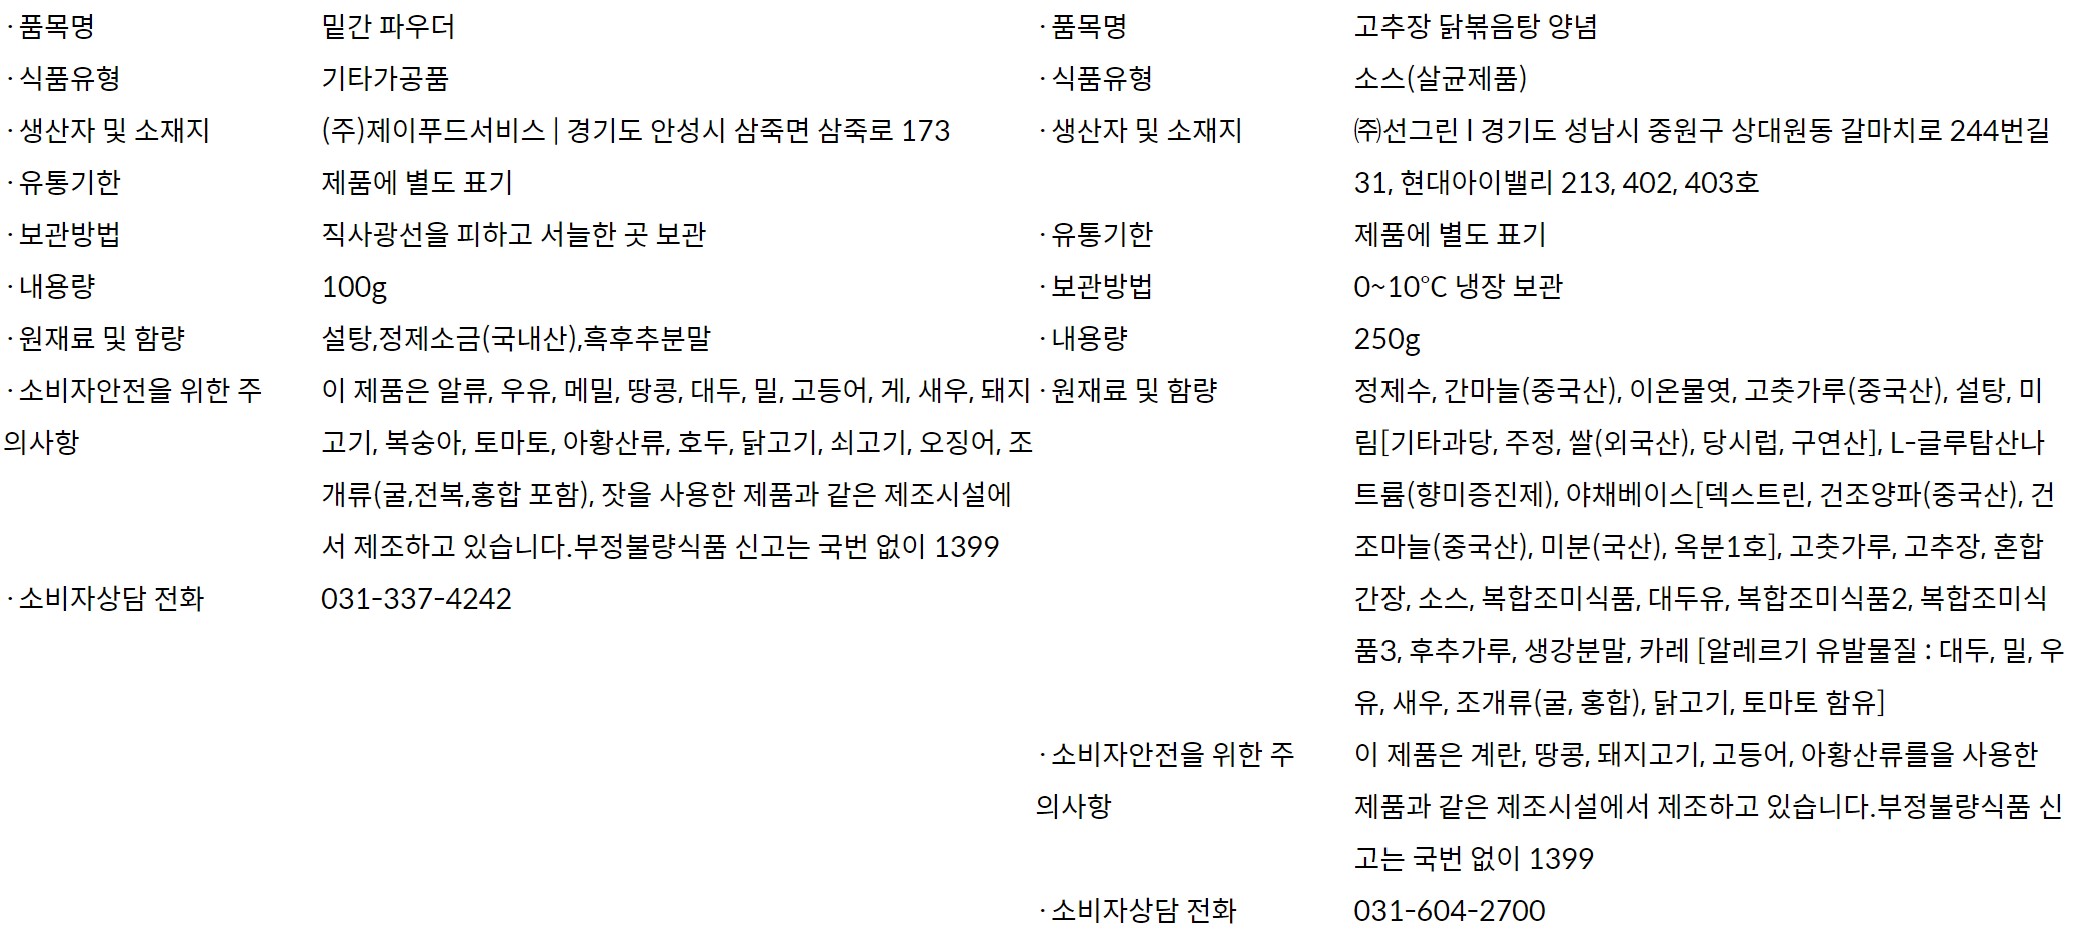 · 품목명 밑간 파우더
· 식품유형 기타가공품
· 생산자 및 소재지 (주)제이푸드서비스 | 경기도 안성시 삼죽면 삼죽로 173
· 유통기한 제품에 별도 표기
· 보관방법 직사광선을 피하고 서늘한 곳 보관
· 내용량 100g
· 원재료 및 함량 설탕,정제소금(국내산),흑후추분말
· 소비자안전을 위한 주 이 제품은 알류, 우유, 메밀, 땅콩, 대두, 밀, 고등어, 게, 새우, 돼지
의사항 고기, 복숭아, 토마토, 아황산류, 호두, 닭고기, 쇠고기, 오징어, 조
개류(굴,전복,홍합 포함), 잣을 사용한 제품과 같은 제조시설에
서 제조하고 있습니다.부정불량식품 신고는 국번 없이 1399
· 소비자상담 전화 031-337-4242
· 품목명 고추장 닭볶음탕 양념
· 식품유형 소스(살균제품)
· 생산자 및 소재지 ㈜선그린 l 경기도 성남시 중원구 상대원동 갈마치로 244번길
31, 현대아이밸리 213, 402, 403호
· 유통기한 제품에 별도 표기
· 보관방법 0~10℃ 냉장 보관
· 내용량 250g
· 원재료 및 함량 정제수, 간마늘(중국산), 이온물엿, 고춧가루(중국산), 설탕, 미
림[기타과당, 주정, 쌀(외국산), 당시럽, 구연산], L-글루탐산나
트륨(향미증진제), 야채베이스[덱스트린, 건조양파(중국산), 건
조마늘(중국산), 미분(국산), 옥분1호], 고춧가루, 고추장, 혼합
간장, 소스, 복합조미식품, 대두유, 복합조미식품2, 복합조미식
품3, 후추가루, 생강분말, 카레 [알레르기 유발물질 : 대두, 밀, 우
유, 새우, 조개류(굴, 홍합), 닭고기, 토마토 함유]
· 소비자안전을 위한 주 이 제품은 계란, 땅콩, 돼지고기, 고등어, 아황산류를을 사용한
의사항 제품과 같은 제조시설에서 제조하고 있습니다.부정불량식품 신
고는 국번 없이 1399
· 소비자상담 전화 031-604-2700